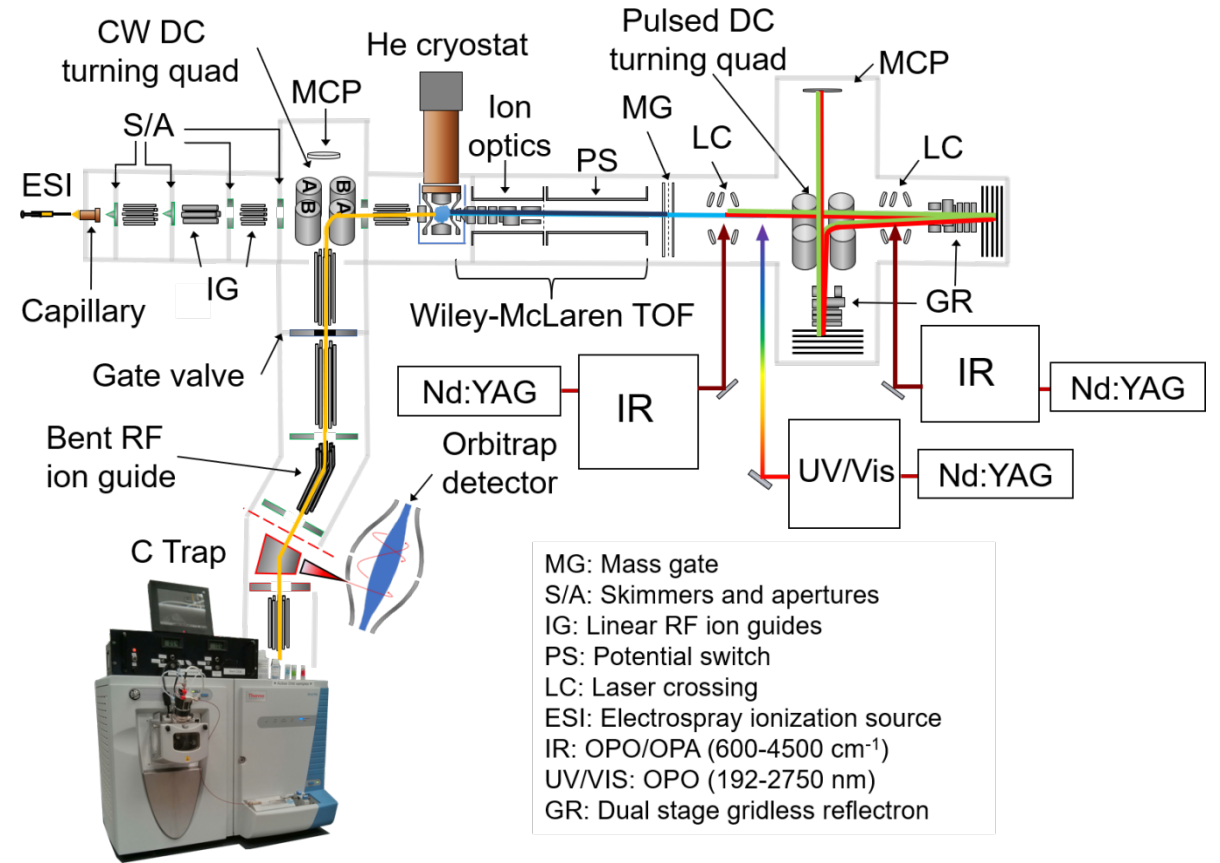 CW DC
turning quad
He cryostat
Pulsed DC
turning quad
MCP
MCP
Ion
optics
MG
S/A
PS
LC
LC
ESI
A
B
B
A
IG
Capillary
Wiley-McLaren TOF
GR
Gate valve
Nd:YAG
IR
IR
Nd:YAG
Bent RF
ion guide
Orbitrap
detector
UV/Vis
Nd:YAG
C Trap
MG: Mass gate
S/A: Skimmers and apertures
IG: Linear RF ion guides
PS: Potential switch
LC: Laser crossing
ESI: Electrospray ionization source
IR: OPO/OPA (600-4500 cm⁻¹)
UV/VIS: OPO (192-2750 nm)
GR: Dual stage gridless reflectron